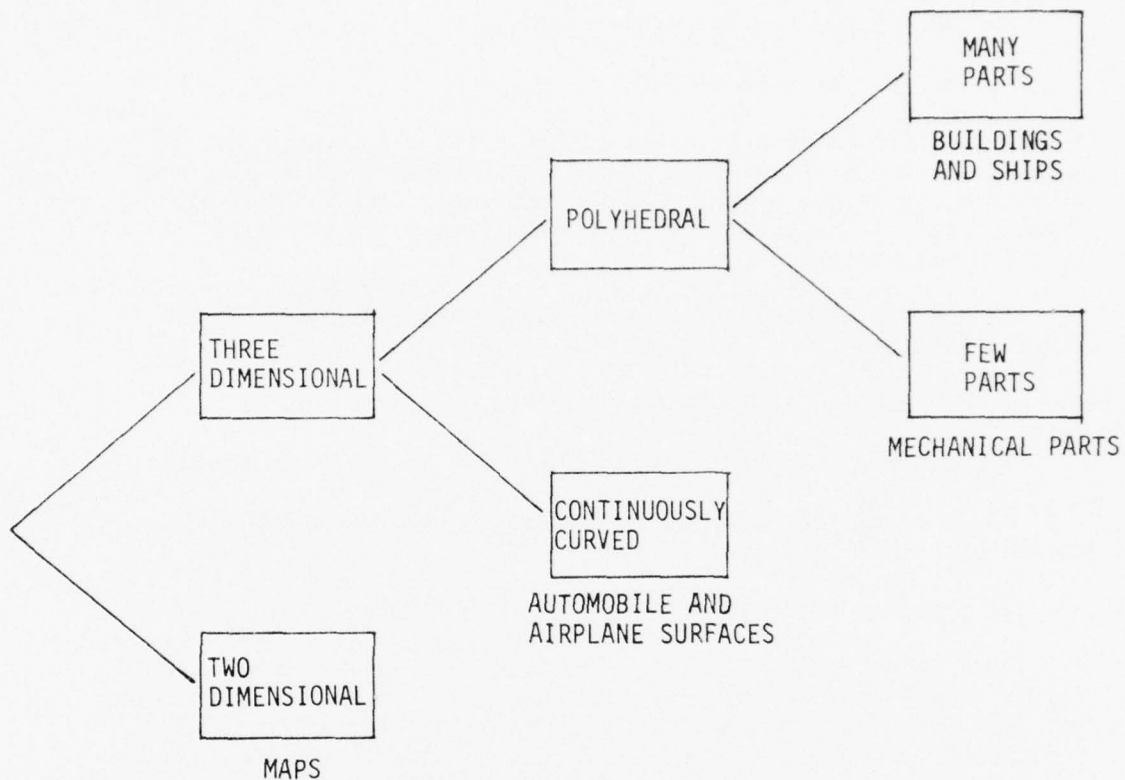 MANY
PARTS
BUILDINGS
AND SHIPS
POLYHEDRAL
THREE
DIMENSIONAL
FEW
PARTS
MECHANICAL PARTS
CONTINUOUSLY
CURVED
AUTOMOBILE AND
AIRPLANE SURFACES
TWO
DIMENSIONAL
MAPS